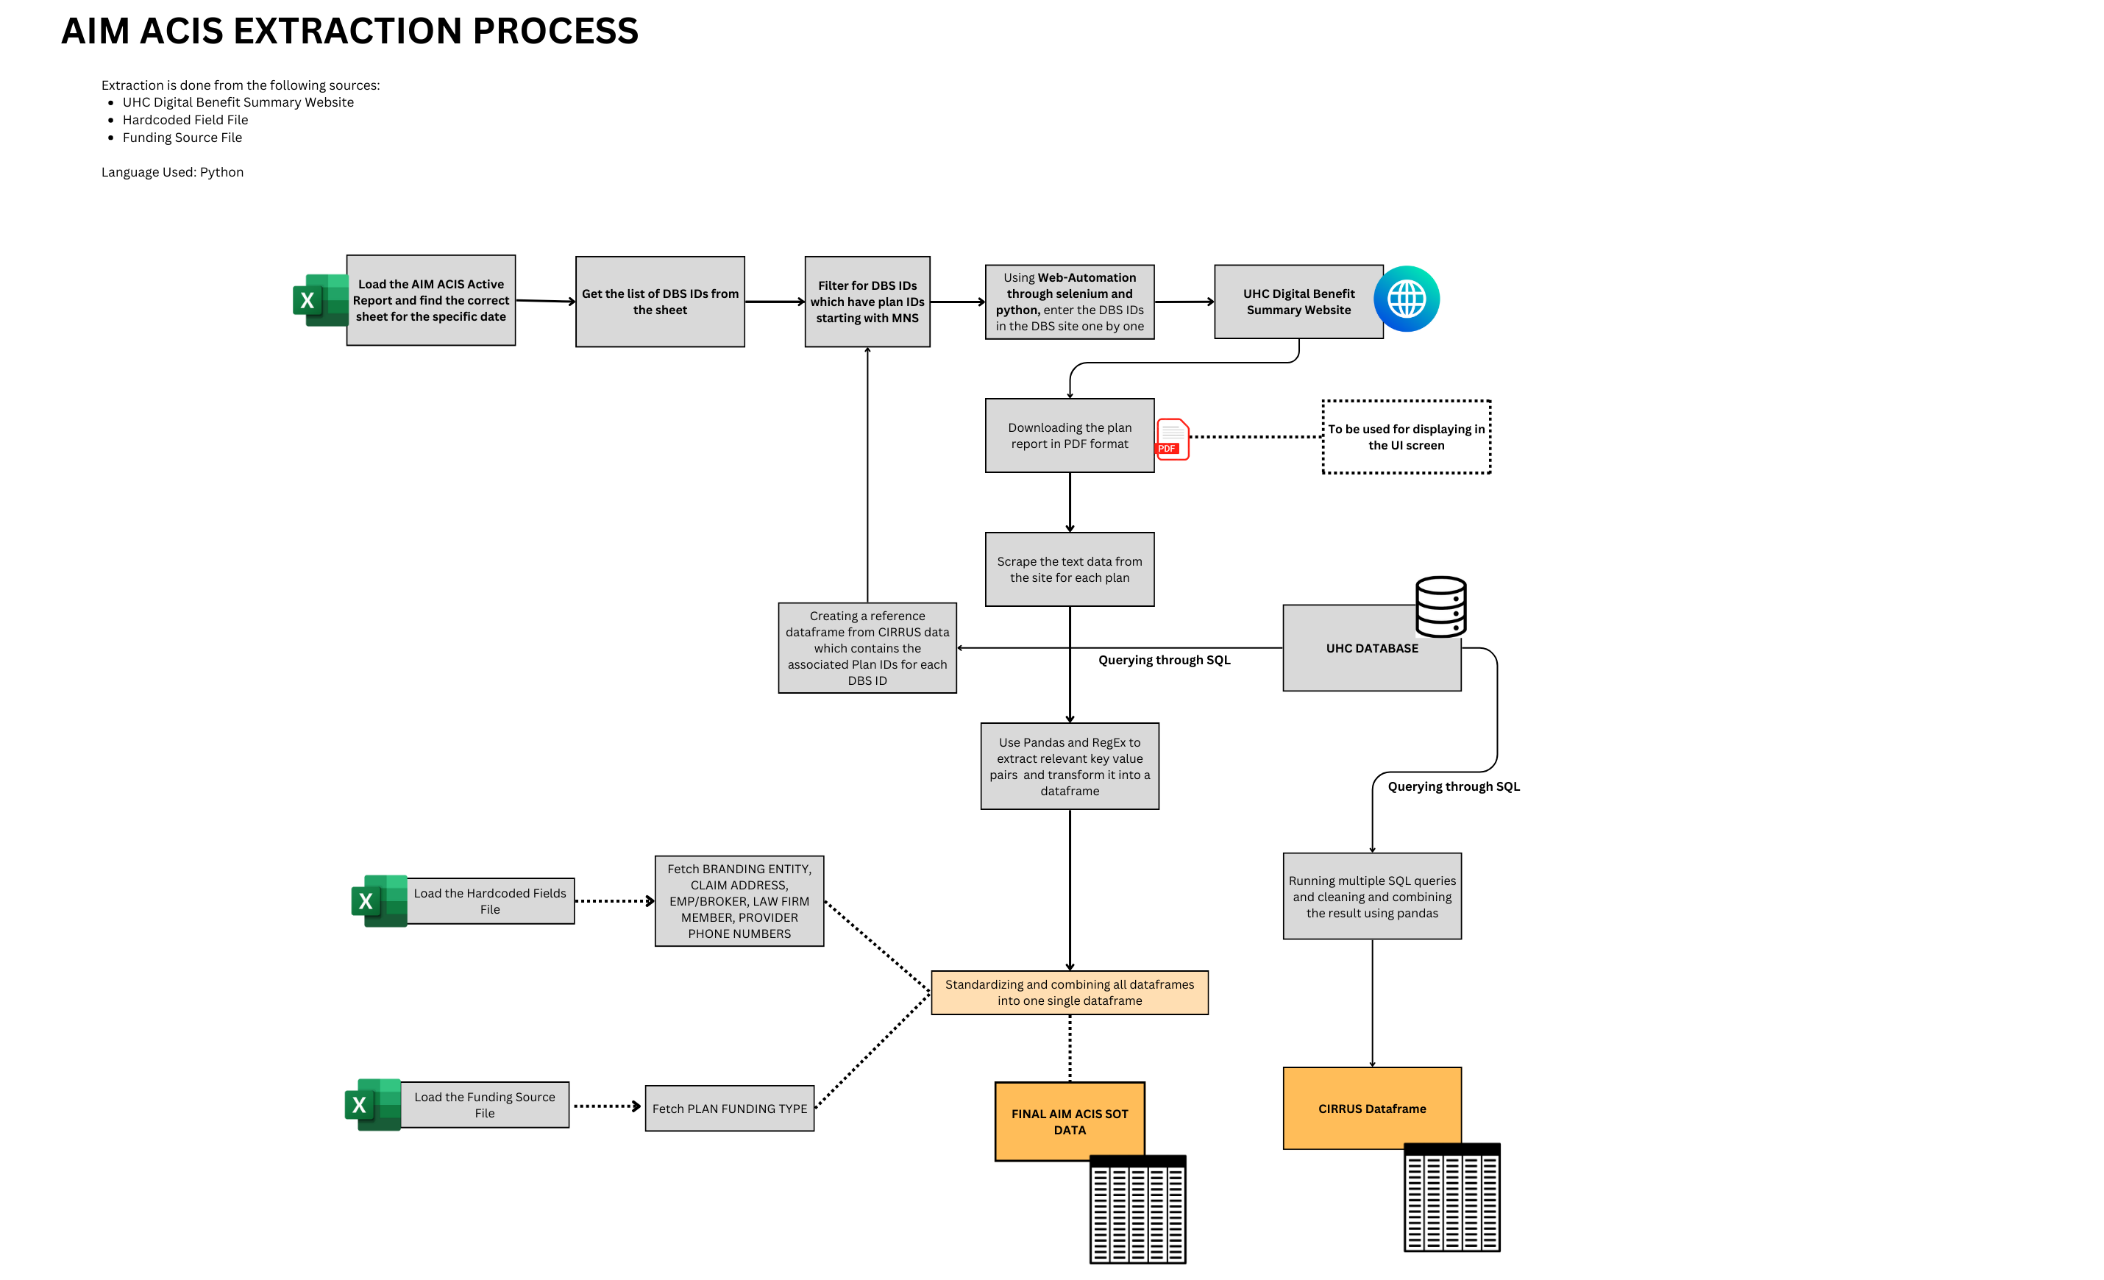 AIM ACIS EXTRACTION PROCESS
Extraction is done from the following sources:
UHC Digital Benefit Summary Website
Hardcoded Field File
Funding Source File
Language Used: Python
X
Load the AIM ACIS Active
Report and find the correct
sheet for the specific date
Get the list of DBS IDs from
the sheet
Filter for DBS IDs
which have plan IDs
starting with MNS
Using Web-Automation
through selenium and
python, enter the DBS IDs
in the DBS site one by one
UHC Digital Benefit
Summary Website
Downloading the plan
report in PDF format
PDF
To be used for displaying in
the UI screen
Scrape the text data from
the site for each plan
Creating a reference
dataframe from CIRRUS data
which contains the
associated Plan IDs for each
DBS ID
Querying through SQL
UHC DATABASE
Use Pandas and RegEx to
extract relevant key value
pairs  and transform it into a
dataframe
Querying through SQL
X
Load the Hardcoded Fields
File
Fetch BRANDING ENTITY,
CLAIM ADDRESS,
EMP/BROKER, LAW FIRM
MEMBER, PROVIDER
PHONE NUMBERS
Running multiple SQL queries
and cleaning and combining
the result using pandas
Standardizing and combining all dataframes
into one single dataframe
X
Load the Funding Source
File
Fetch PLAN FUNDING TYPE
FINAL AIM ACIS SOT
DATA
CIRRUS Dataframe